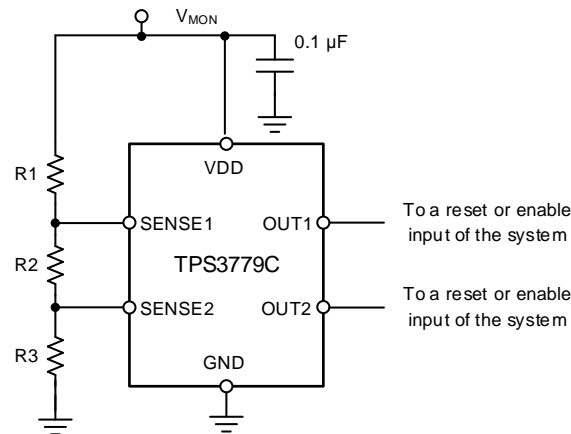 VMON
0.1 µF
R1
VDD
SENSE1
OUT1
To a reset or enable
input of the system
R2
TPS3779C
SENSE2
OUT2
To a reset or enable
input of the system
R3
GND